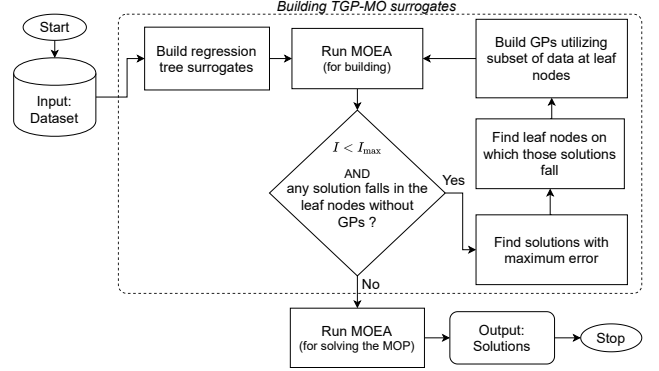 Building TGP-MO surrogates
Start
Input:
Dataset
Build regression
tree surrogates
Run MOEA
(for building)
Build GPs utilizing
subset of data at leaf
nodes
I < I_max
AND
any solution falls in the
leaf nodes without
GPs ?
Yes
Find leaf nodes on
which those solutions
fall
Find solutions with
maximum error
No
Run MOEA
(for solving the MOP)
Output:
Solutions
Stop